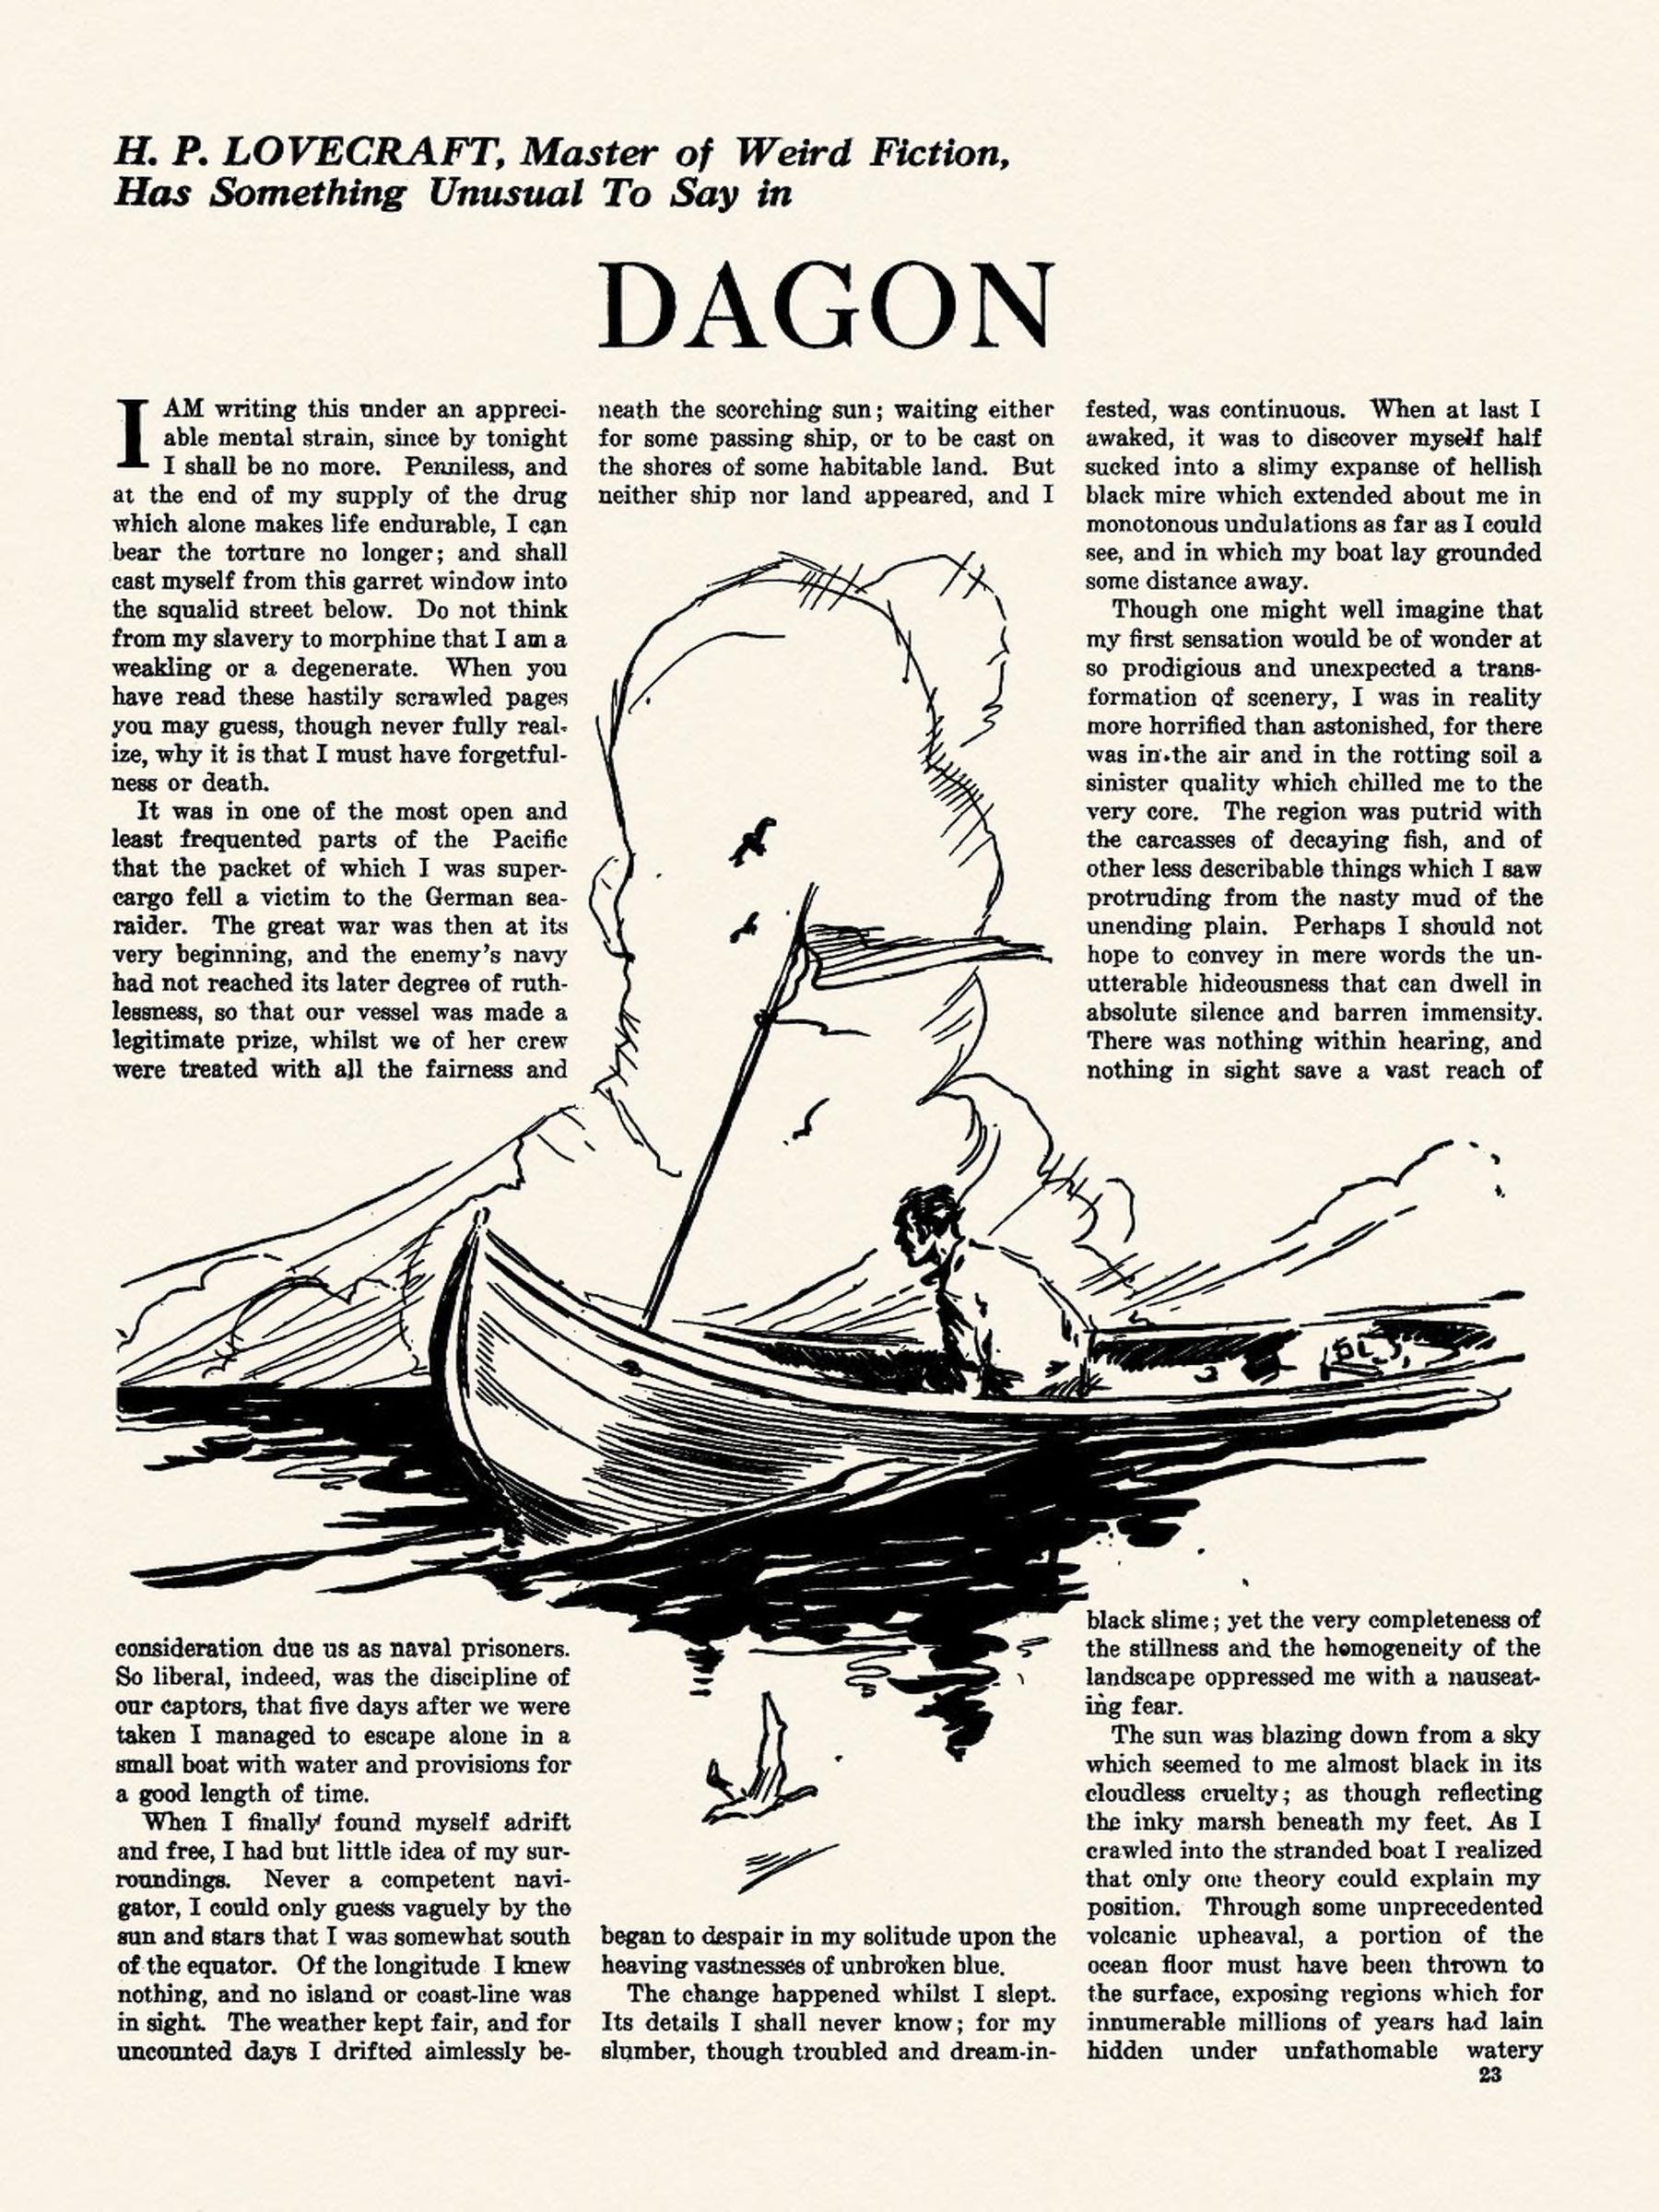 H. P. LOVECRAFT, Master of Weird Fiction,
Has Something Unusual To Say in
DAGON
I AM writing this under an appreci-
able mental strain, since by tonight
I shall be no more. Penniless, and
at the end of my supply of the drug
which alone makes life endurable, I can
bear the torture no longer; and shall
cast myself from this garret window into
the squalid street below. Do not think
from my slavery to morphine that I am a
weakling or a degenerate. When you
have read these hastily scrawled pages
you may guess, though never fully real-
ize, why it is that I must have forgetful-
ness or death.
It was in one of the most open and
least frequented parts of the Pacific
that the packet of which I was super-
cargo fell a victim to the German sea-
raider. The great war was then at its
very beginning, and the enemy's navy
had not reached its later degree of ruth-
lessness, so that our vessel was made a
legitimate prize, whilst we of her crew
were treated with all the fairness and
consideration due us as naval prisoners.
So liberal, indeed, was the discipline of
our captors, that five days after we were
taken I managed to escape alone in a
small boat with water and provisions for
a good length of time.
When I finally found myself adrift
and free, I had but little idea of my sur-
roundings. Never a competent navi-
gator, I could only guess vaguely by the
sun and stars that I was somewhat south
of the equator. Of the longitude I knew
nothing, and no island or coast-line was
in sight. The weather kept fair, and for
uncounted days I drifted aimlessly be-
neath the scorching sun; waiting either
for some passing ship, or to be cast on
the shores of some habitable land. But
neither ship nor land appeared, and I
began to despair in my solitude upon the
heaving vastnesses of unbroken blue.
The change happened whilst I slept.
Its details I shall never know; for my
slumber, though troubled and dream-in-
fested, was continuous. When at last I
awaked, it was to discover myself half
sucked into a slimy expanse of hellish
black mire which extended about me in
monotonous undulations as far as I could
see, and in which my boat lay grounded
some distance away.
Though one might well imagine that
my first sensation would be of wonder at
so prodigious and unexpected a trans-
formation of scenery, I was in reality
more horrified than astonished, for there
was in the air and in the rotting soil a
sinister quality which chilled me to the
very core. The region was putrid with
the carcasses of decaying fish, and of
other less describable things which I saw
protruding from the nasty mud of the
unending plain. Perhaps I should not
hope to convey in mere words the un-
utterable hideousness that can dwell in
absolute silence and barren immensity.
There was nothing within hearing, and
nothing in sight save a vast reach of
black slime; yet the very completeness of
the stillness and the homogeneity of the
landscape oppressed me with a nauseat-
ing fear.
The sun was blazing down from a sky
which seemed to me almost black in its
cloudless cruelty; as though reflecting
the inky marsh beneath my feet. As I
crawled into the stranded boat I realized
that only one theory could explain my
position. Through some unprecedented
volcanic upheaval, a portion of the
ocean floor must have been thrown to
the surface, exposing regions which for
innumerable millions of years had lain
hidden under unfathomable watery
23